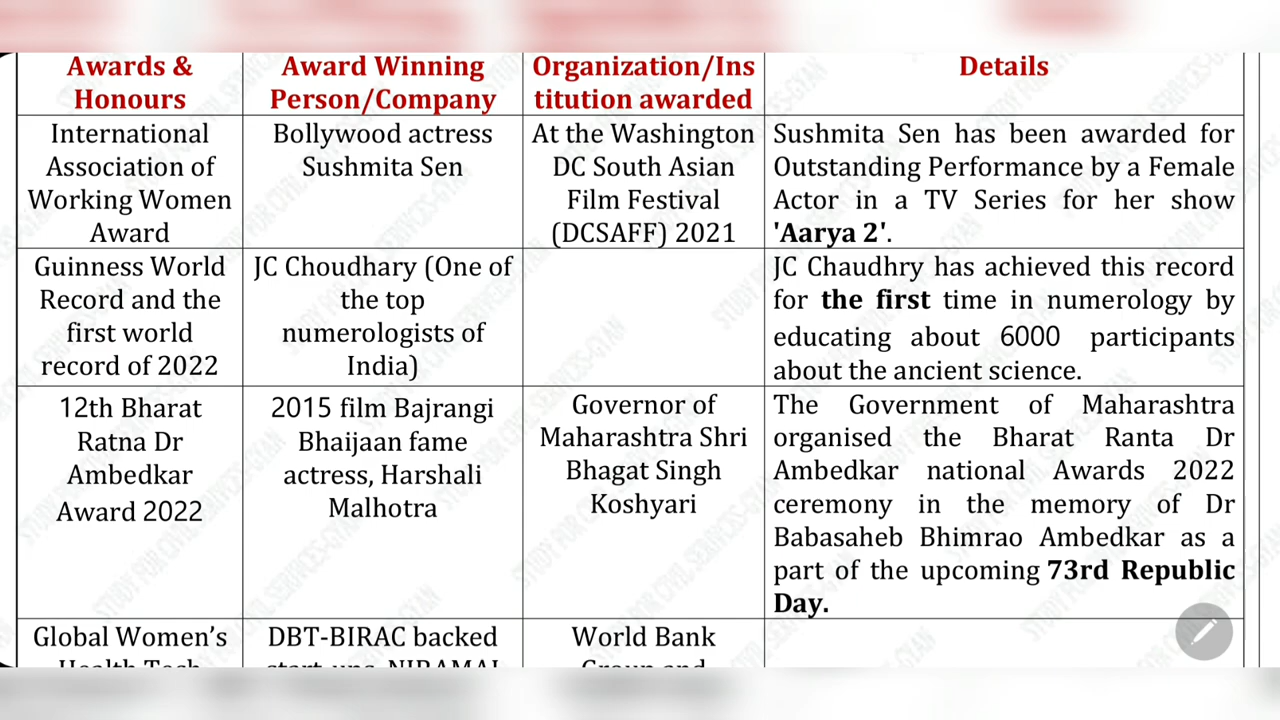 Awards &
Honours
Award Winning
Person/Company
Organization/Ins
titution awarded
Details
International
Association of
Working Women
Award
Bollywood actress
Sushmita Sen
At the Washington
DC South Asian
Film Festival
(DCSAFF) 2021
Sushmita Sen has been awarded for
Outstanding Performance by a Female
Actor in a TV Series for her show
'Aarya 2'.
Guinness World
Record and the
first world
record of 2022
JC Choudhary (One of
the top
numerologists of
India)
JC Chaudhry has achieved this record
for the first time in numerology by
educating about 6000 participants
about the ancient science.
12th Bharat
Ratna Dr
Ambedkar
Award 2022
2015 film Bajrangi
Bhaijaan fame
actress, Harshali
Malhotra
Governor of
Maharashtra Shri
Bhagat Singh
Koshyari
The Government of Maharashtra
organised the Bharat Ranta Dr
Ambedkar national Awards 2022
ceremony in the memory of Dr
Babasaheb Bhimrao Ambedkar as a
part of the upcoming 73rd Republic
Day.
Global Women's
Health Tech
DBT-BIRAC backed
start-ups, NIRAMAI
World Bank
Group and